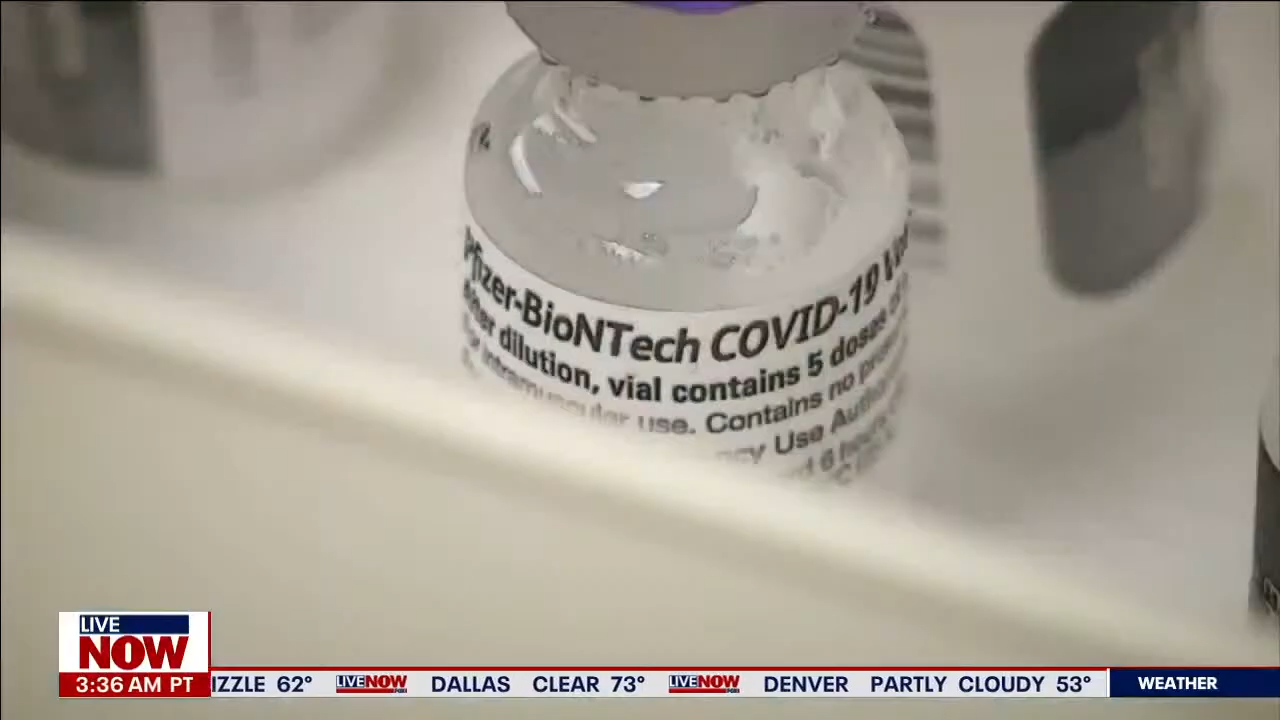 Pfizer-BioNTech COVID-19
After dilution, vial contains 5 doses
intramuscular use. Contains no
Use
6
LIVE
NOW
3:36 AM PT
IZZLE 62° LIVENOW DALLAS CLEAR 73° LIVENOW DENVER PARTLY CLOUDY 53°
WEATHER